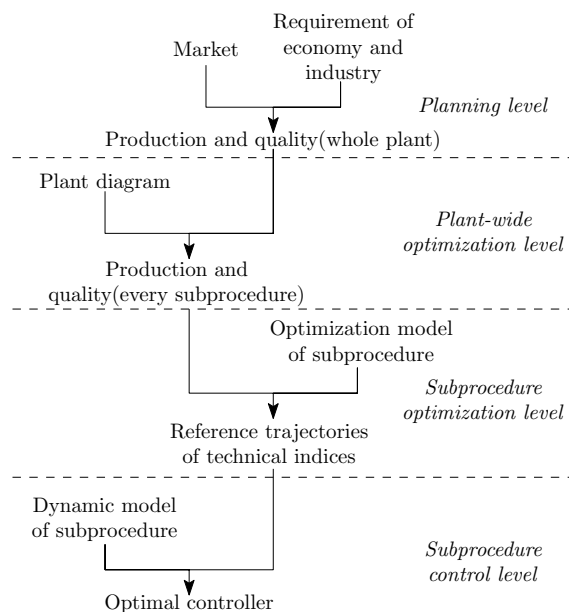 Market
Requirement of
economy and
industry
Planning level
Production and quality(whole plant)
Plant diagram
Plant-wide
optimization level
Production and
quality(every subprocedure)
Optimization model
of subprocedure
Subprocedure
optimization level
Reference trajectories
of technical indices
Dynamic model
of subprocedure
Subprocedure
control level
Optimal controller